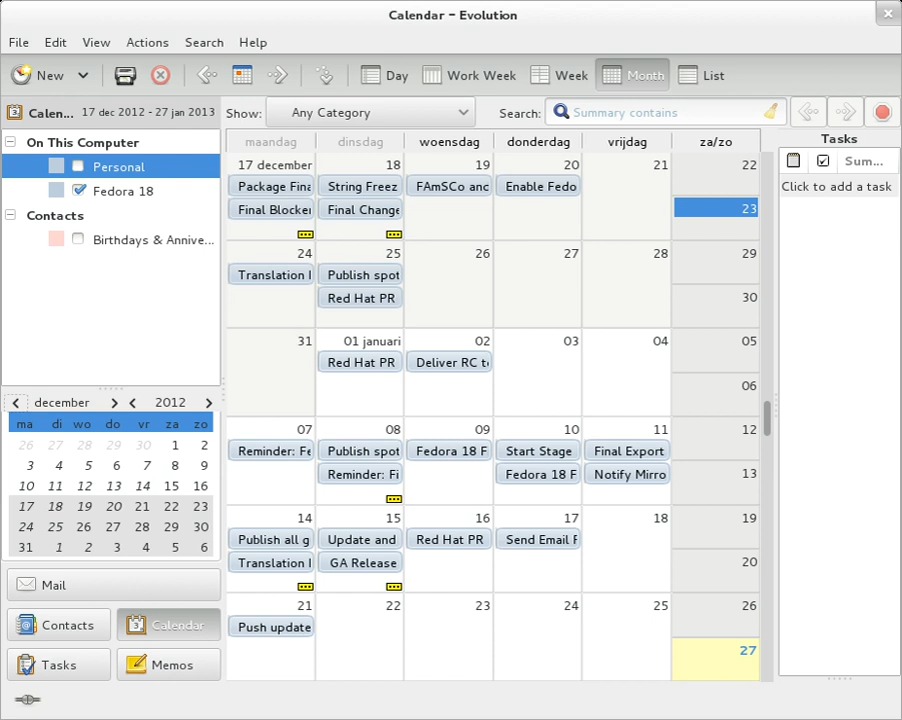 Calendar – Evolution
File Edit View Actions Search Help
New Day Work Week Week Month List
Calen... 17 dec 2012 - 27 jan 2013 Show: Any Category Search: Summary contains
On This Computer
Personal
Fedora 18
Contacts
Birthdays & Annive...
maandag dinsdag woensdag donderdag vrijdag za/zo
17 december 18 19 20 21 22
Package Fina String Freez FAmSCo anc Enable Fedo
Final Blocker Final Change 23
24 25 26 27 28 29
Translation Publish spot
Red Hat PR 30
31 01 januari 02 03 04 05
Red Hat PR Deliver RC to
06
07 08 09 10 11 12
Reminder: Fe Publish spot Fedora 18 F Start Stage Final Export
Reminder: Fi Fedora 18 F Notify Mirro 13
14 15 16 17 18 19
Publish all g Update and Red Hat PR Send Email F
Translation GA Release 20
21 22 23 24 25 26
Push update
27
Tasks
Sum...
Click to add a task
december 2012
ma di wo do vr za zo
26 27 28 29 30 1 2
3 4 5 6 7 8 9
10 11 12 13 14 15 16
17 18 19 20 21 22 23
24 25 26 27 28 29 30
31 1 2 3 4 5 6
Mail
Contacts Calendar
Tasks Memos